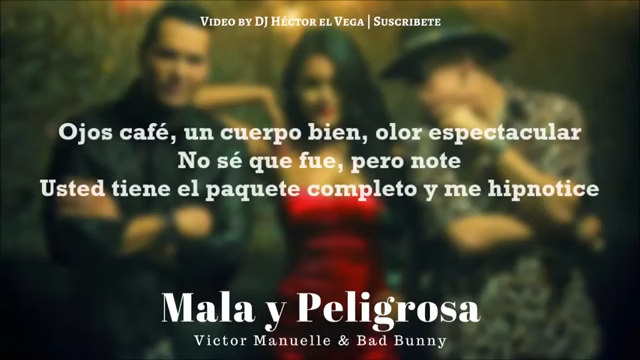 Video by DJ Héctor el Vega | Suscribete
Ojos café, un cuerpo bien, olor espectacular
No sé que fue, pero note
Usted tiene el paquete completo y me hipnotice
Mala y Peligrosa
Victor Manuelle & Bad Bunny